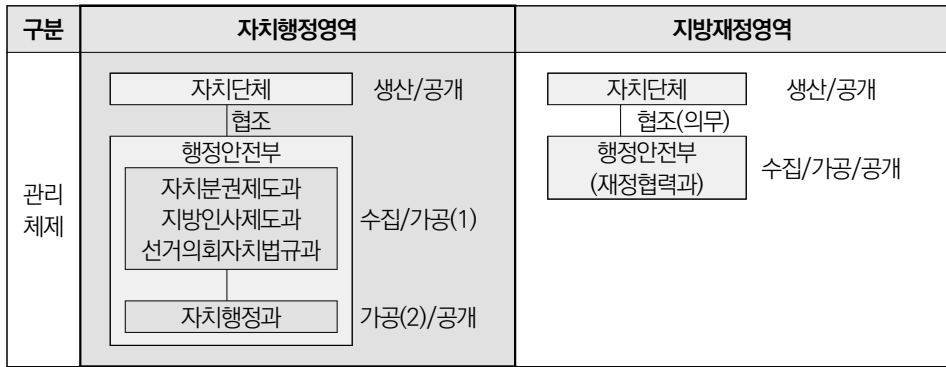 구분 자치행정영역 지방재정영역
자치단체 생산/공개 자치단체 생산/공개
협조 협조(의무)
행정안전부 행정안전부
(재정협력과) 수집/가공/공개
관리
체제
자치분권제도과
지방인사제도과 수집/가공(1)
선거의회자치법규과
자치행정과 가공(2)/공개